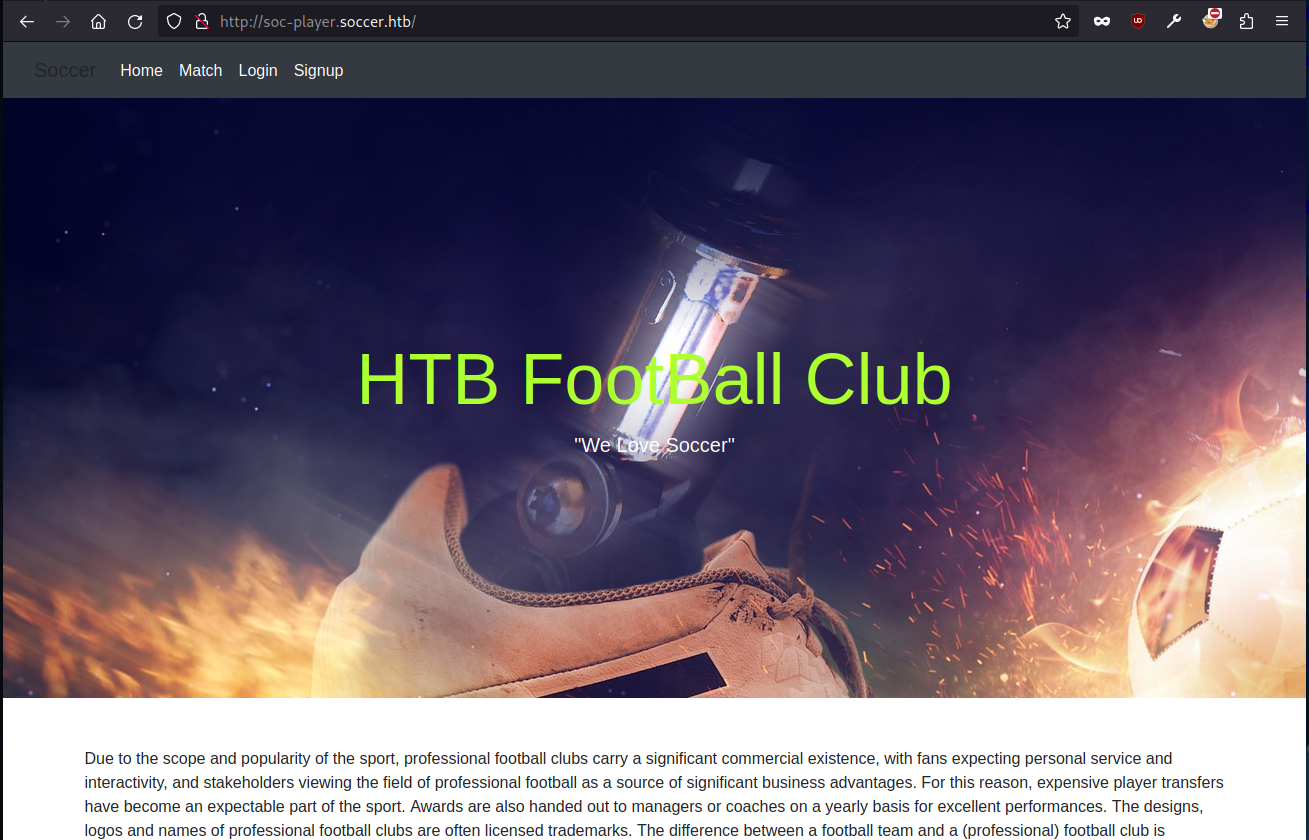 http://soc-player.soccer.htb/
Soccer Home Match Login Signup
HTB FootBall Club
"We Love Soccer"
Due to the scope and popularity of the sport, professional football clubs carry a significant commercial existence, with fans expecting personal service and
interactivity, and stakeholders viewing the field of professional football as a source of significant business advantages. For this reason, expensive player transfers
have become an expectable part of the sport. Awards are also handed out to managers or coaches on a yearly basis for excellent performances. The designs,
logos and names of professional football clubs are often licensed trademarks. The difference between a football team and a (professional) football club is